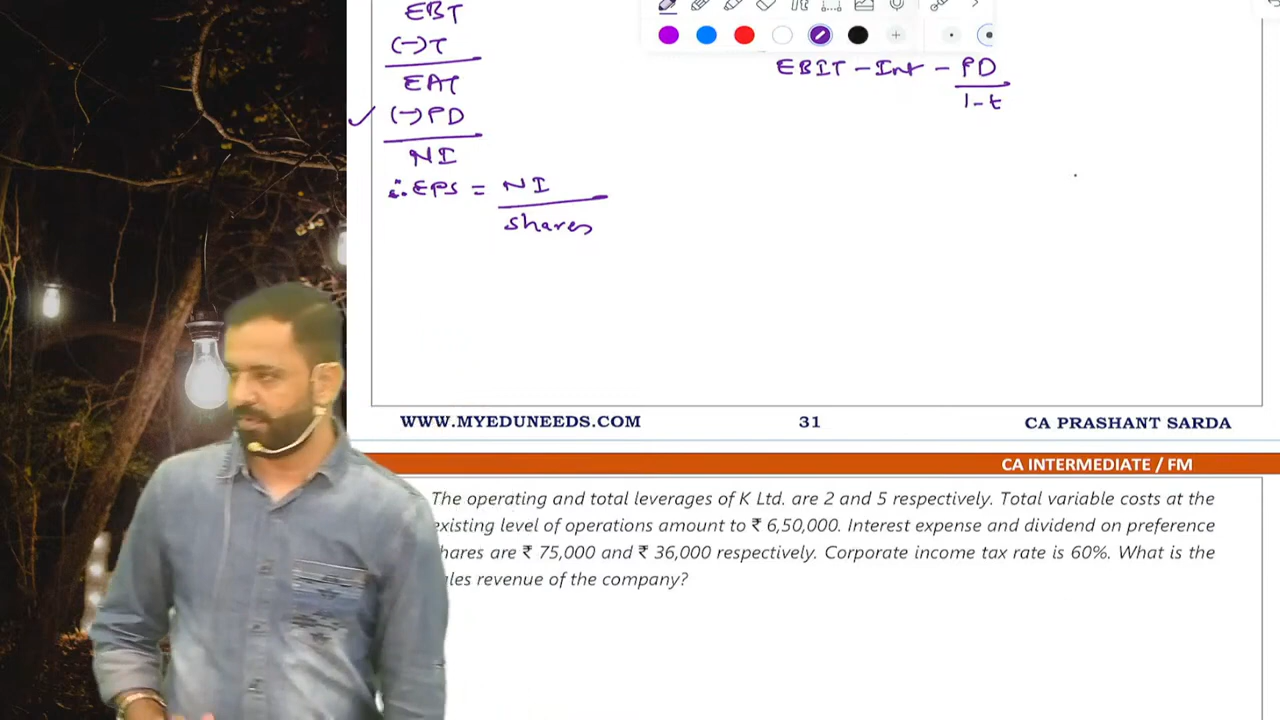 EBT
(-) T
EAT
(-) PD
NI
∴ EPS = NI
shares
EBIT - Int - PD
1-t
WWW.MYEDUNEEDS.COM 31 CA PRASHANT SARDA
CA INTERMEDIATE / FM
The operating and total leverages of K Ltd. are 2 and 5 respectively. Total variable costs at the
existing level of operations amount to ₹ 6,50,000. Interest expense and dividend on preference
shares are ₹ 75,000 and ₹ 36,000 respectively. Corporate income tax rate is 60%. What is the
sales revenue of the company?